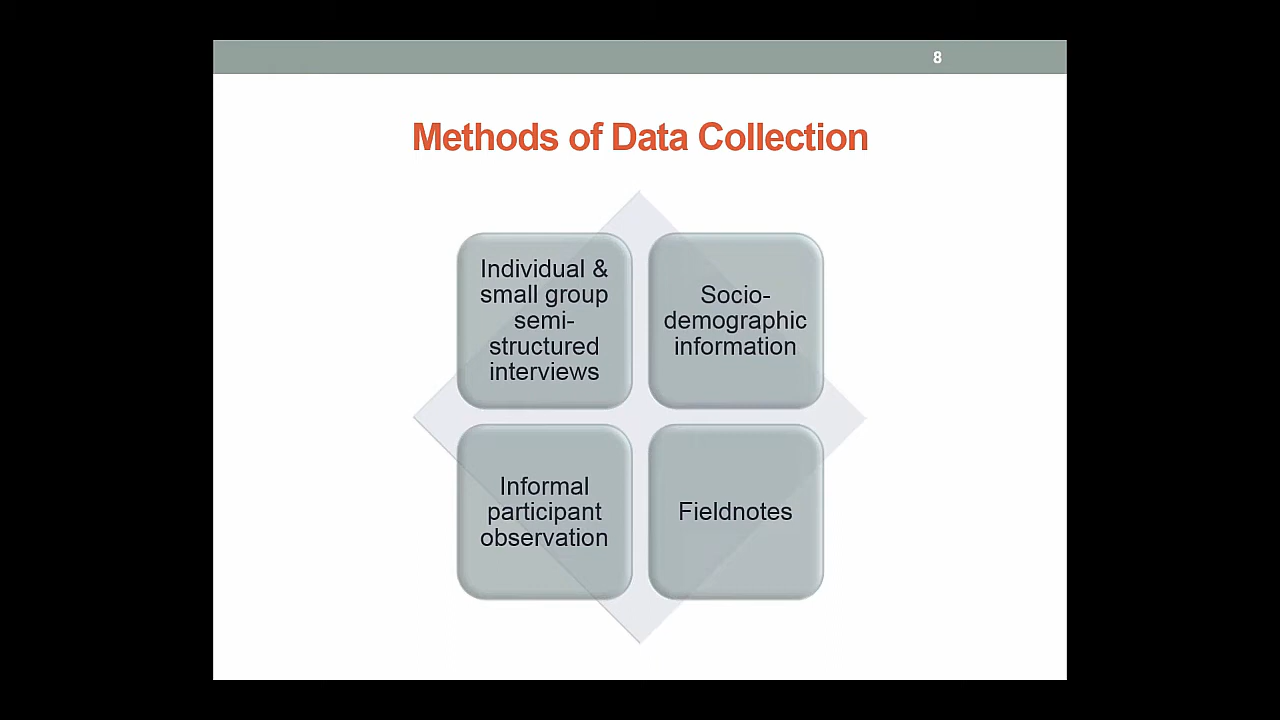 8
Methods of Data Collection
Individual &
small group
semi-
structured
interviews
Socio-
demographic
information
Informal
participant
observation
Fieldnotes